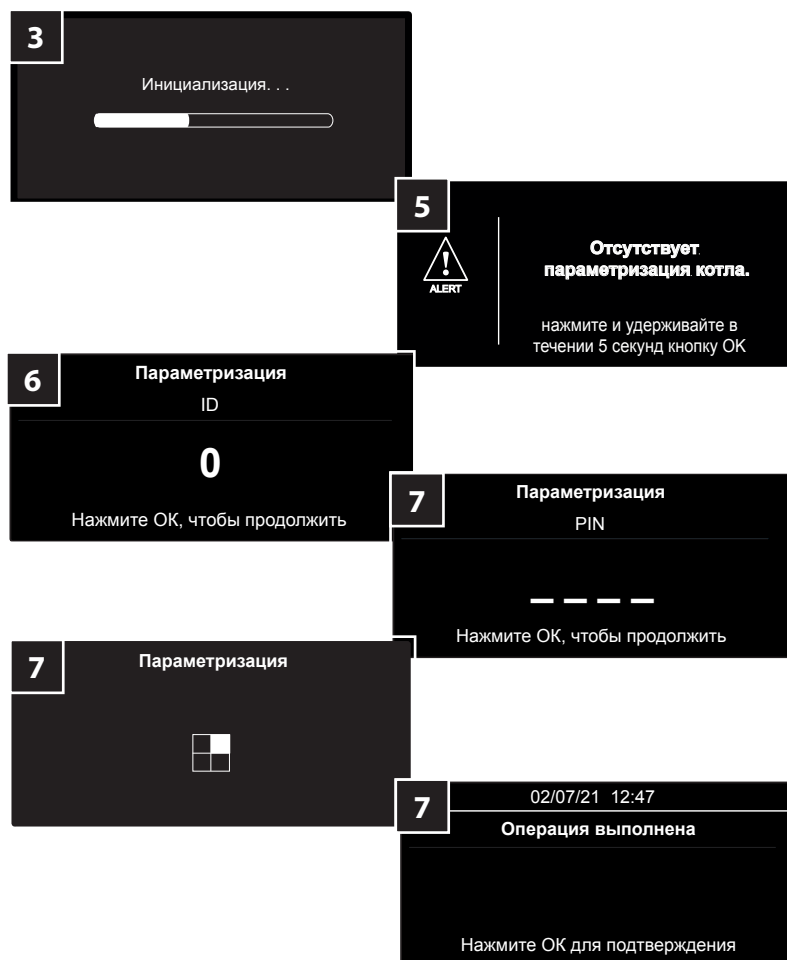 3
Инициализация. . .
5
ALERT
Отсутствует
параметризация котла.
нажмите и удерживайте в
течении 5 секунд кнопку OK
6
Параметризация
ID
0
Нажмите ОК, чтобы продолжить
7
Параметризация
PIN
_ _ _ _
Нажмите ОК, чтобы продолжить
7
Параметризация
7
02/07/21 12:47
Операция выполнена
Нажмите ОК для подтверждения